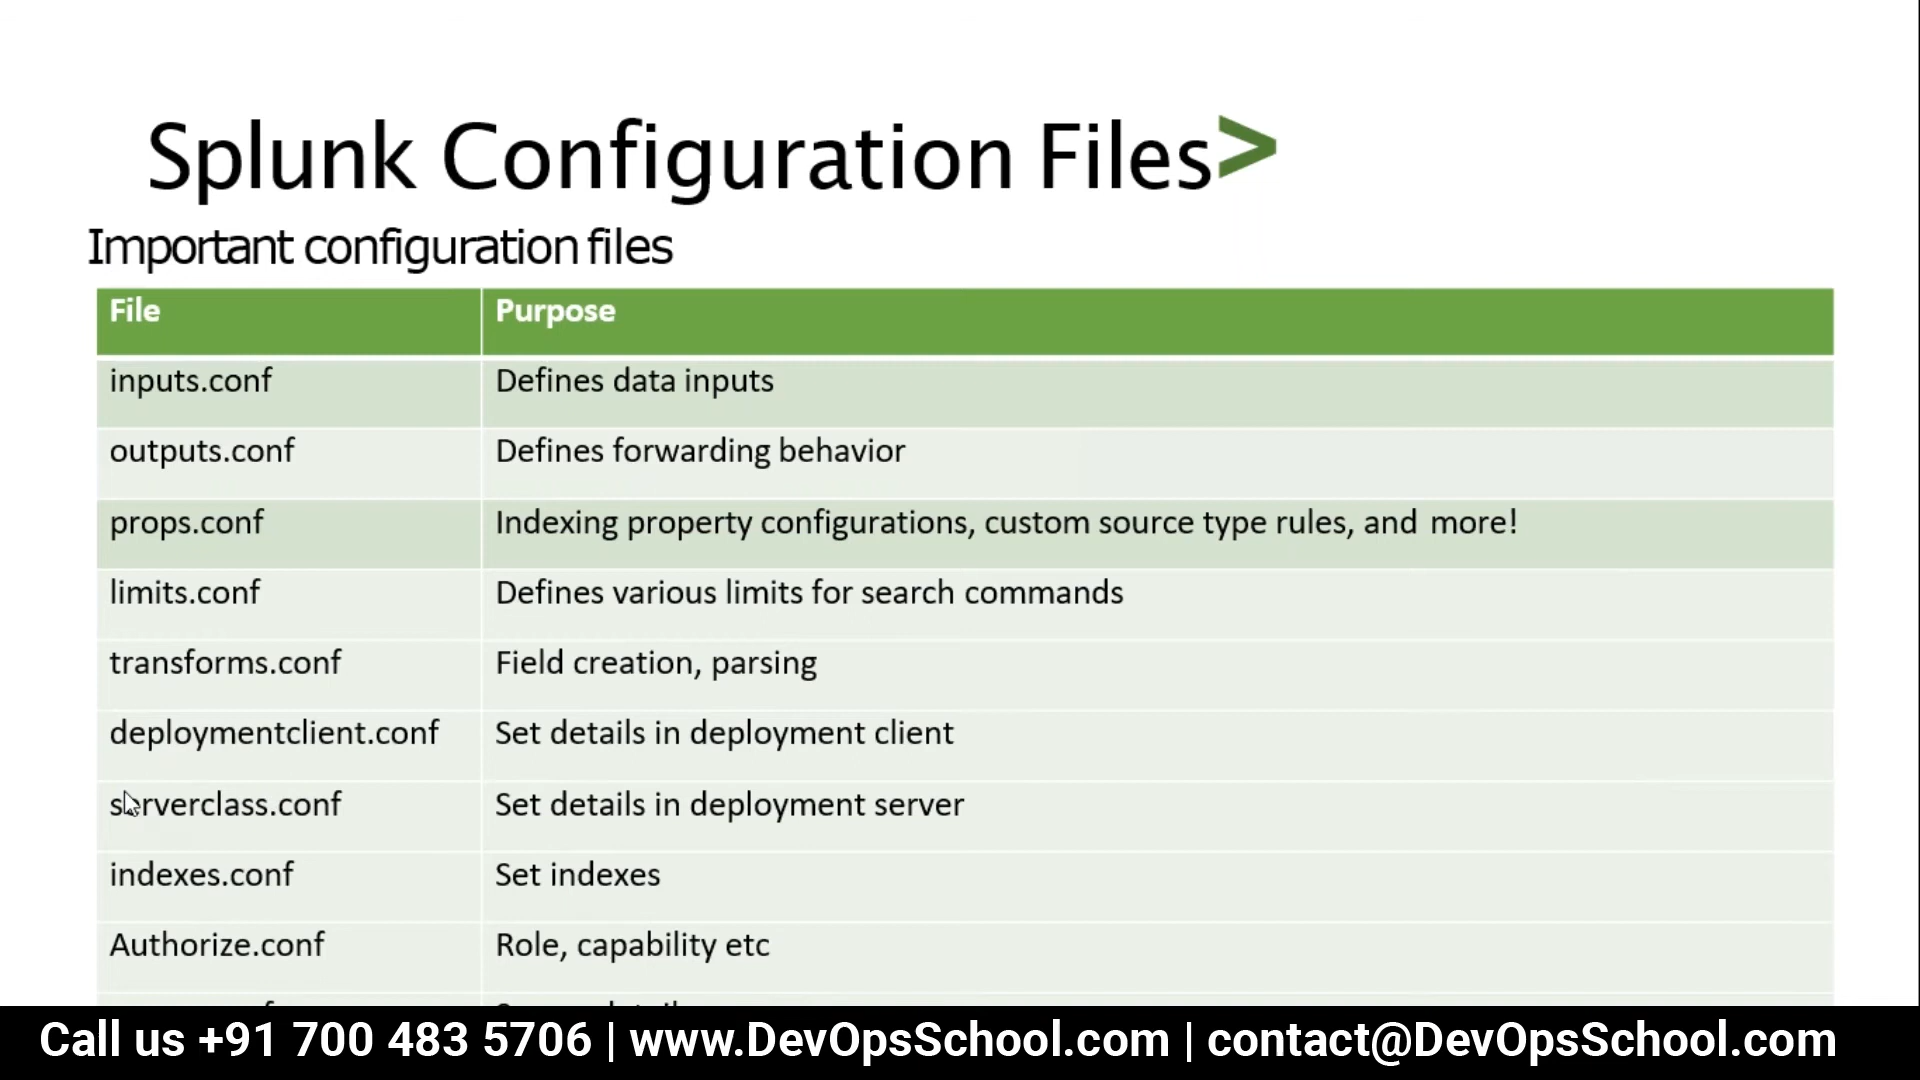 Splunk Configuration Files>
Important configuration files
File Purpose
inputs.conf Defines data inputs
outputs.conf Defines forwarding behavior
props.conf Indexing property configurations, custom source type rules, and more!
limits.conf Defines various limits for search commands
transforms.conf Field creation, parsing
deploymentclient.conf Set details in deployment client
serverclass.conf Set details in deployment server
indexes.conf Set indexes
Authorize.conf Role, capability etc
Call us +91 700 483 5706 | www.DevOpsSchool.com | contact@DevOpsSchool.com